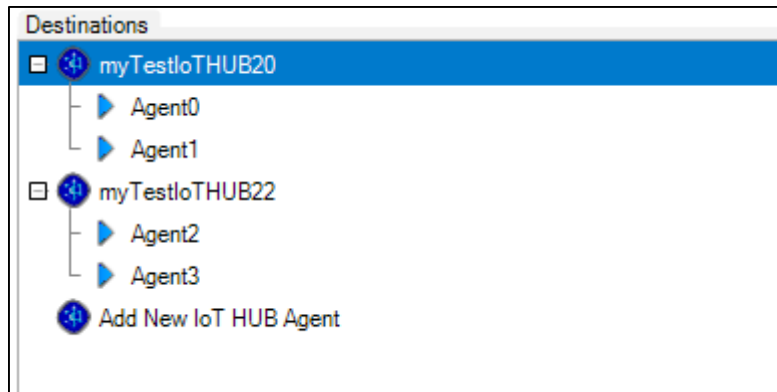 Destinations
myTestIoTHUB20
Agent0
Agent1
myTestIoTHUB22
Agent2
Agent3
Add New IoT HUB Agent